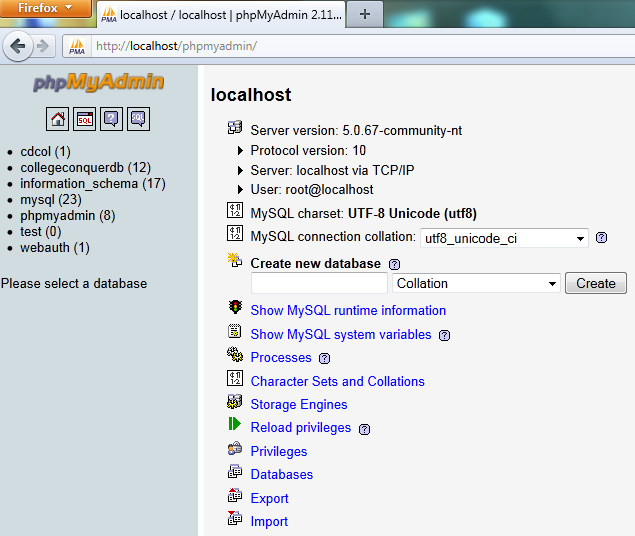 Firefox
PMA localhost / localhost | phpMyAdmin 2.11...
PMA http://localhost/phpmyadmin/
phpMyAdmin
SQL
SQL
cdcol (1)
collegeconquerdb (12)
information_schema (17)
mysql (23)
phpmyadmin (8)
test (0)
webauth (1)
Please select a database
localhost
Server version: 5.0.67-community-nt
Protocol version: 10
Server: localhost via TCP/IP
User: root@localhost
MySQL charset: UTF-8 Unicode (utf8)
MySQL connection collation: utf8_unicode_ci
Create new database
Collation Create
Show MySQL runtime information
Show MySQL system variables
Processes
Character Sets and Collations
Storage Engines
Reload privileges
Privileges
Databases
Export
Import